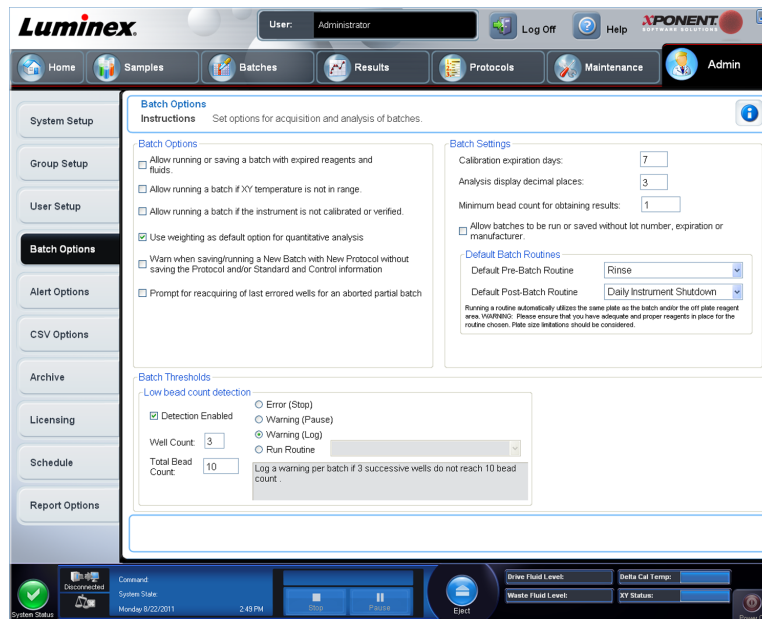 Luminex.
User: Administrator
Log Off
Help
XPONENT.
SOFTWARE SOLUTIONS
Home
Samples
Batches
Results
Protocols
Maintenance
Admin
System Setup
Group Setup
User Setup
Batch Options
Alert Options
CSV Options
Archive
Licensing
Schedule
Report Options
Batch Options
Instructions Set options for acquisition and analysis of batches.
Batch Options
Allow running or saving a batch with expired reagents and
fluids.
Allow running a batch if XY temperature is not in range.
Allow running a batch if the instrument is not calibrated or verified.
Use weighting as default option for quantitative analysis
Warn when saving/running a New Batch with New Protocol without
saving the Protocol and/or Standard and Control information
Prompt for reacquiring of last errored wells for an aborted partial batch
Batch Settings
Calibration expiration days: 7
Analysis display decimal places: 3
Minimum bead count for obtaining results: 1
Allow batches to be run or saved without lot number, expiration or
manufacturer.
Default Batch Routines
Default Pre-Batch Routine Rinse
Default Post-Batch Routine Daily Instrument Shutdown
Running a routine automatically utilizes the same plate as the batch and/or the off plate reagent
area. WARNING: Please ensure that you have adequate and proper reagents in place for the
routine chosen. Plate size limitations should be considered.
Batch Thresholds
Low bead count detection
Detection Enabled
Well Count: 3
Total Bead
Count: 10
Error (Stop)
Warning (Pause)
Warning (Log)
Run Routine
Log a warning per batch if 3 successive wells do not reach 10 bead
count .
System Status
Disconnected
Command:
System State:
Monday 8/22/2011 2:49 PM
Stop
Pause
Eject
Drive Fluid Level:
Waste Fluid Level:
Delta Cal Temp:
XY Status: